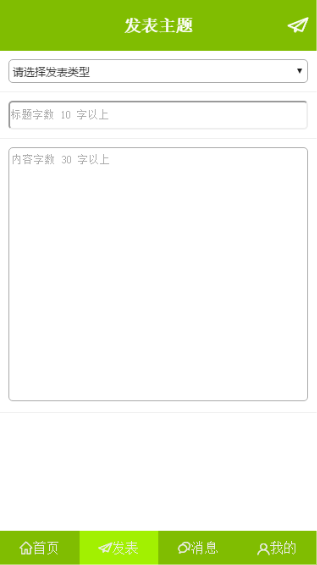 发表主题
请选择发表类型
标题字数 10 字以上
内容字数 30 字以上
首页 发表 消息 我的